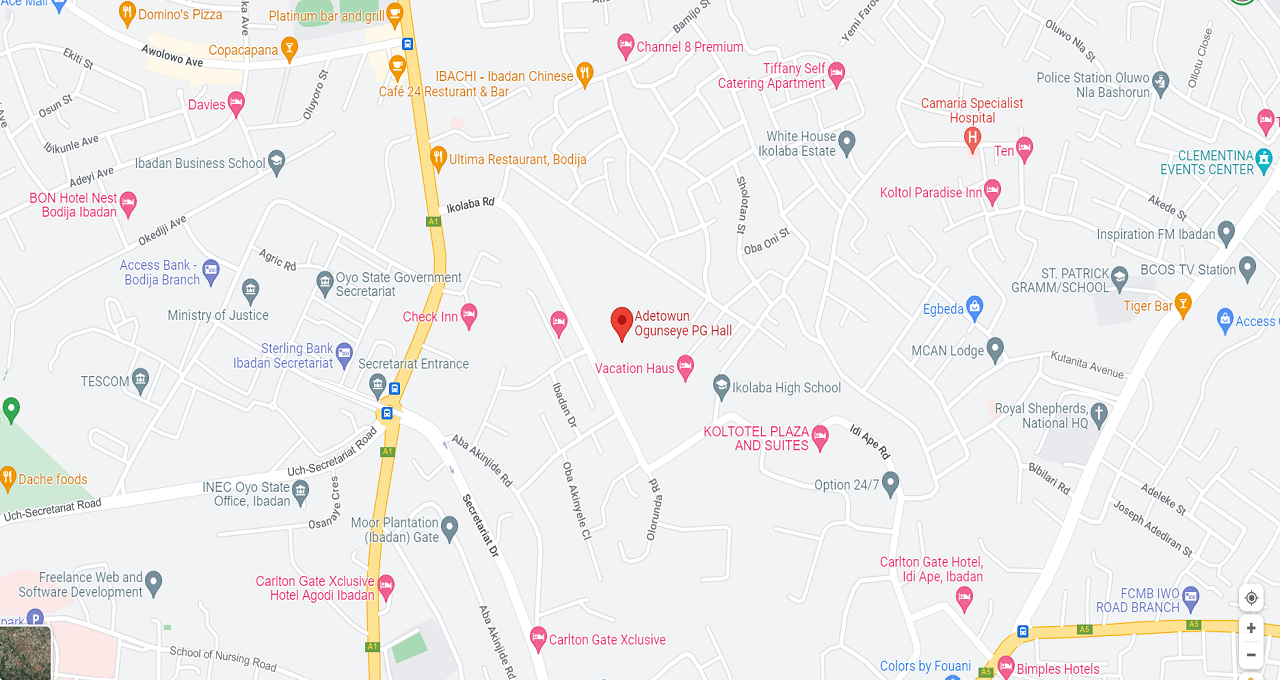 Ace Mall
Domino's Pizza
Platinum bar and grill
Bamijo St
Yemi Faro
Oluwo Nla St
Ollotu Close
Awolowo Ave
Copacapana
Channel 8 Premium
Ekiti St
IBACHI - Ibadan Chinese
Café 24 Resturant & Bar
Tiffany Self
Catering Apartment
Police Station Oluwo
Nla Bashorun
Osun St
Davies
Oluyoro St
Camaria Specialist
Hospital
Ibikunle Ave
White House
Ikolaba Estate
Ten
Ibadan Business School
Ultima Restaurant, Bodija
CLEMENTINA
EVENTS CENTER
Adeyi Ave
BON Hotel Nest
Bodija Ibadan
Ikolaba Rd
Sholotan St
Koltol Paradise Inn
Akede St
A1
Okediji Ave
Oba Oni St
Inspiration FM Ibadan
Agric Rd
Access Bank -
Bodija Branch
Oyo State Government
Secretariat
ST. PATRICK
GRAMM/SCHOOL
BCOS TV Station
Ministry of Justice
Check Inn
Adetowun
Ogunseye PG Hall
Egbeda
Tiger Bar
Access
Sterling Bank
Ibadan Secretariat
Secretariat Entrance
Vacation Haus
MCAN Lodge
Kutanita Avenue
TESCOM
Ibadan Dr
Ikolaba High School
Royal Shepherds,
National HQ
KOLTOTEL PLAZA
AND SUITES
Idi Ape Rd
Uch-Secretariat Road
A1
Aba Akinjide Rd
Dache foods
Oba Akinyele Cl
Bibilari Rd
INEC Oyo State
Office, Ibadan
Option 24/7
Adeleke St
Uch-Secretariat Road
Osanaye Cres
Secretariat Dr
Olorunda Rd
Joseph Adediran St
Moor Plantation
(Ibadan) Gate
Freelance Web and
Software Development
Carlton Gate Xclusive
Hotel Agodi Ibadan
Carlton Gate Hotel,
Idi Ape, Ibadan
FCMB IWO
ROAD BRANCH
park
P
Aba Akinjide Rd
Carlton Gate Xclusive
A5
A5
A1
School of Nursing Road
Colors by Fouani
A5
Bimples Hotels